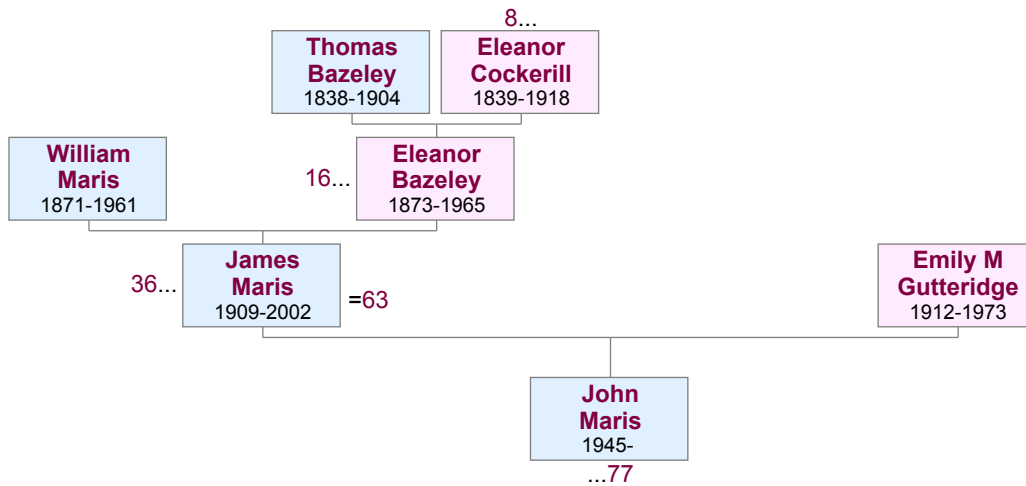 8...
Thomas
Bazeley
1838-1904
Eleanor
Cockerill
1839-1918
William
Maris
1871-1961
16...
Eleanor
Bazeley
1873-1965
36...
James
Maris
1909-2002
=63
Emily M
Gutteridge
1912-1973
John
Maris
1945-
...77